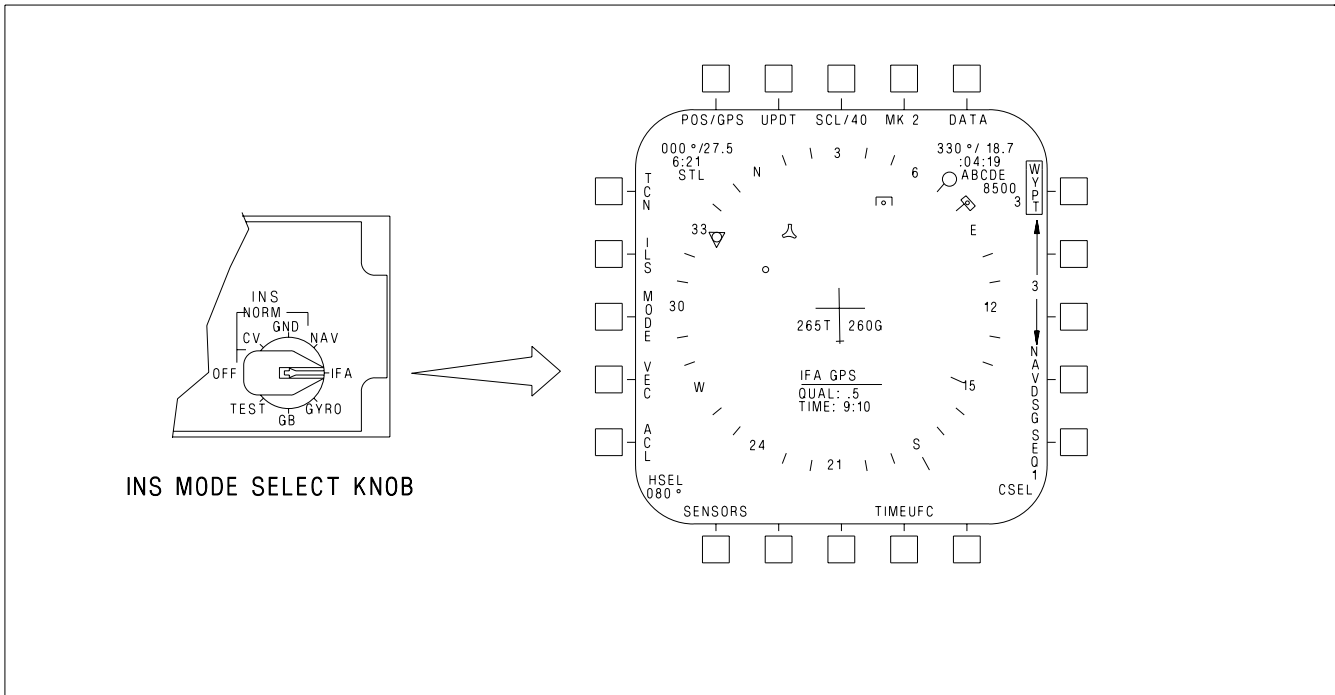 INS
NORM
GND
CV
NAV
OFF
IFA
TEST
GYRO
GB
INS MODE SELECT KNOB
POS/GPS UPDT SCL/40 MK 2 DATA
000°/27.5
6:21
STL
330°/ 18.7
:04:19
ABCDE
8500
3
WYPT
TCN
ILS
MODE
VEC
ACL
N
3
6
E
12
15
S
21
24
W
30
33
265T 260G
IFA GPS
QUAL: .5
TIME: 9:10
3
NAVDSG
SEQ1
HSEL
080°
CSEL
SENSORS TIMEUFC